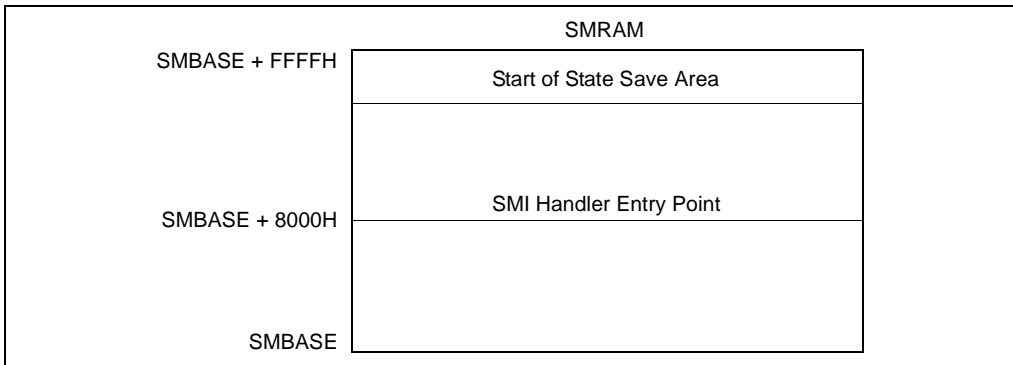 SMRAM
SMBASE + FFFFH
Start of State Save Area
SMI Handler Entry Point
SMBASE + 8000H
SMBASE